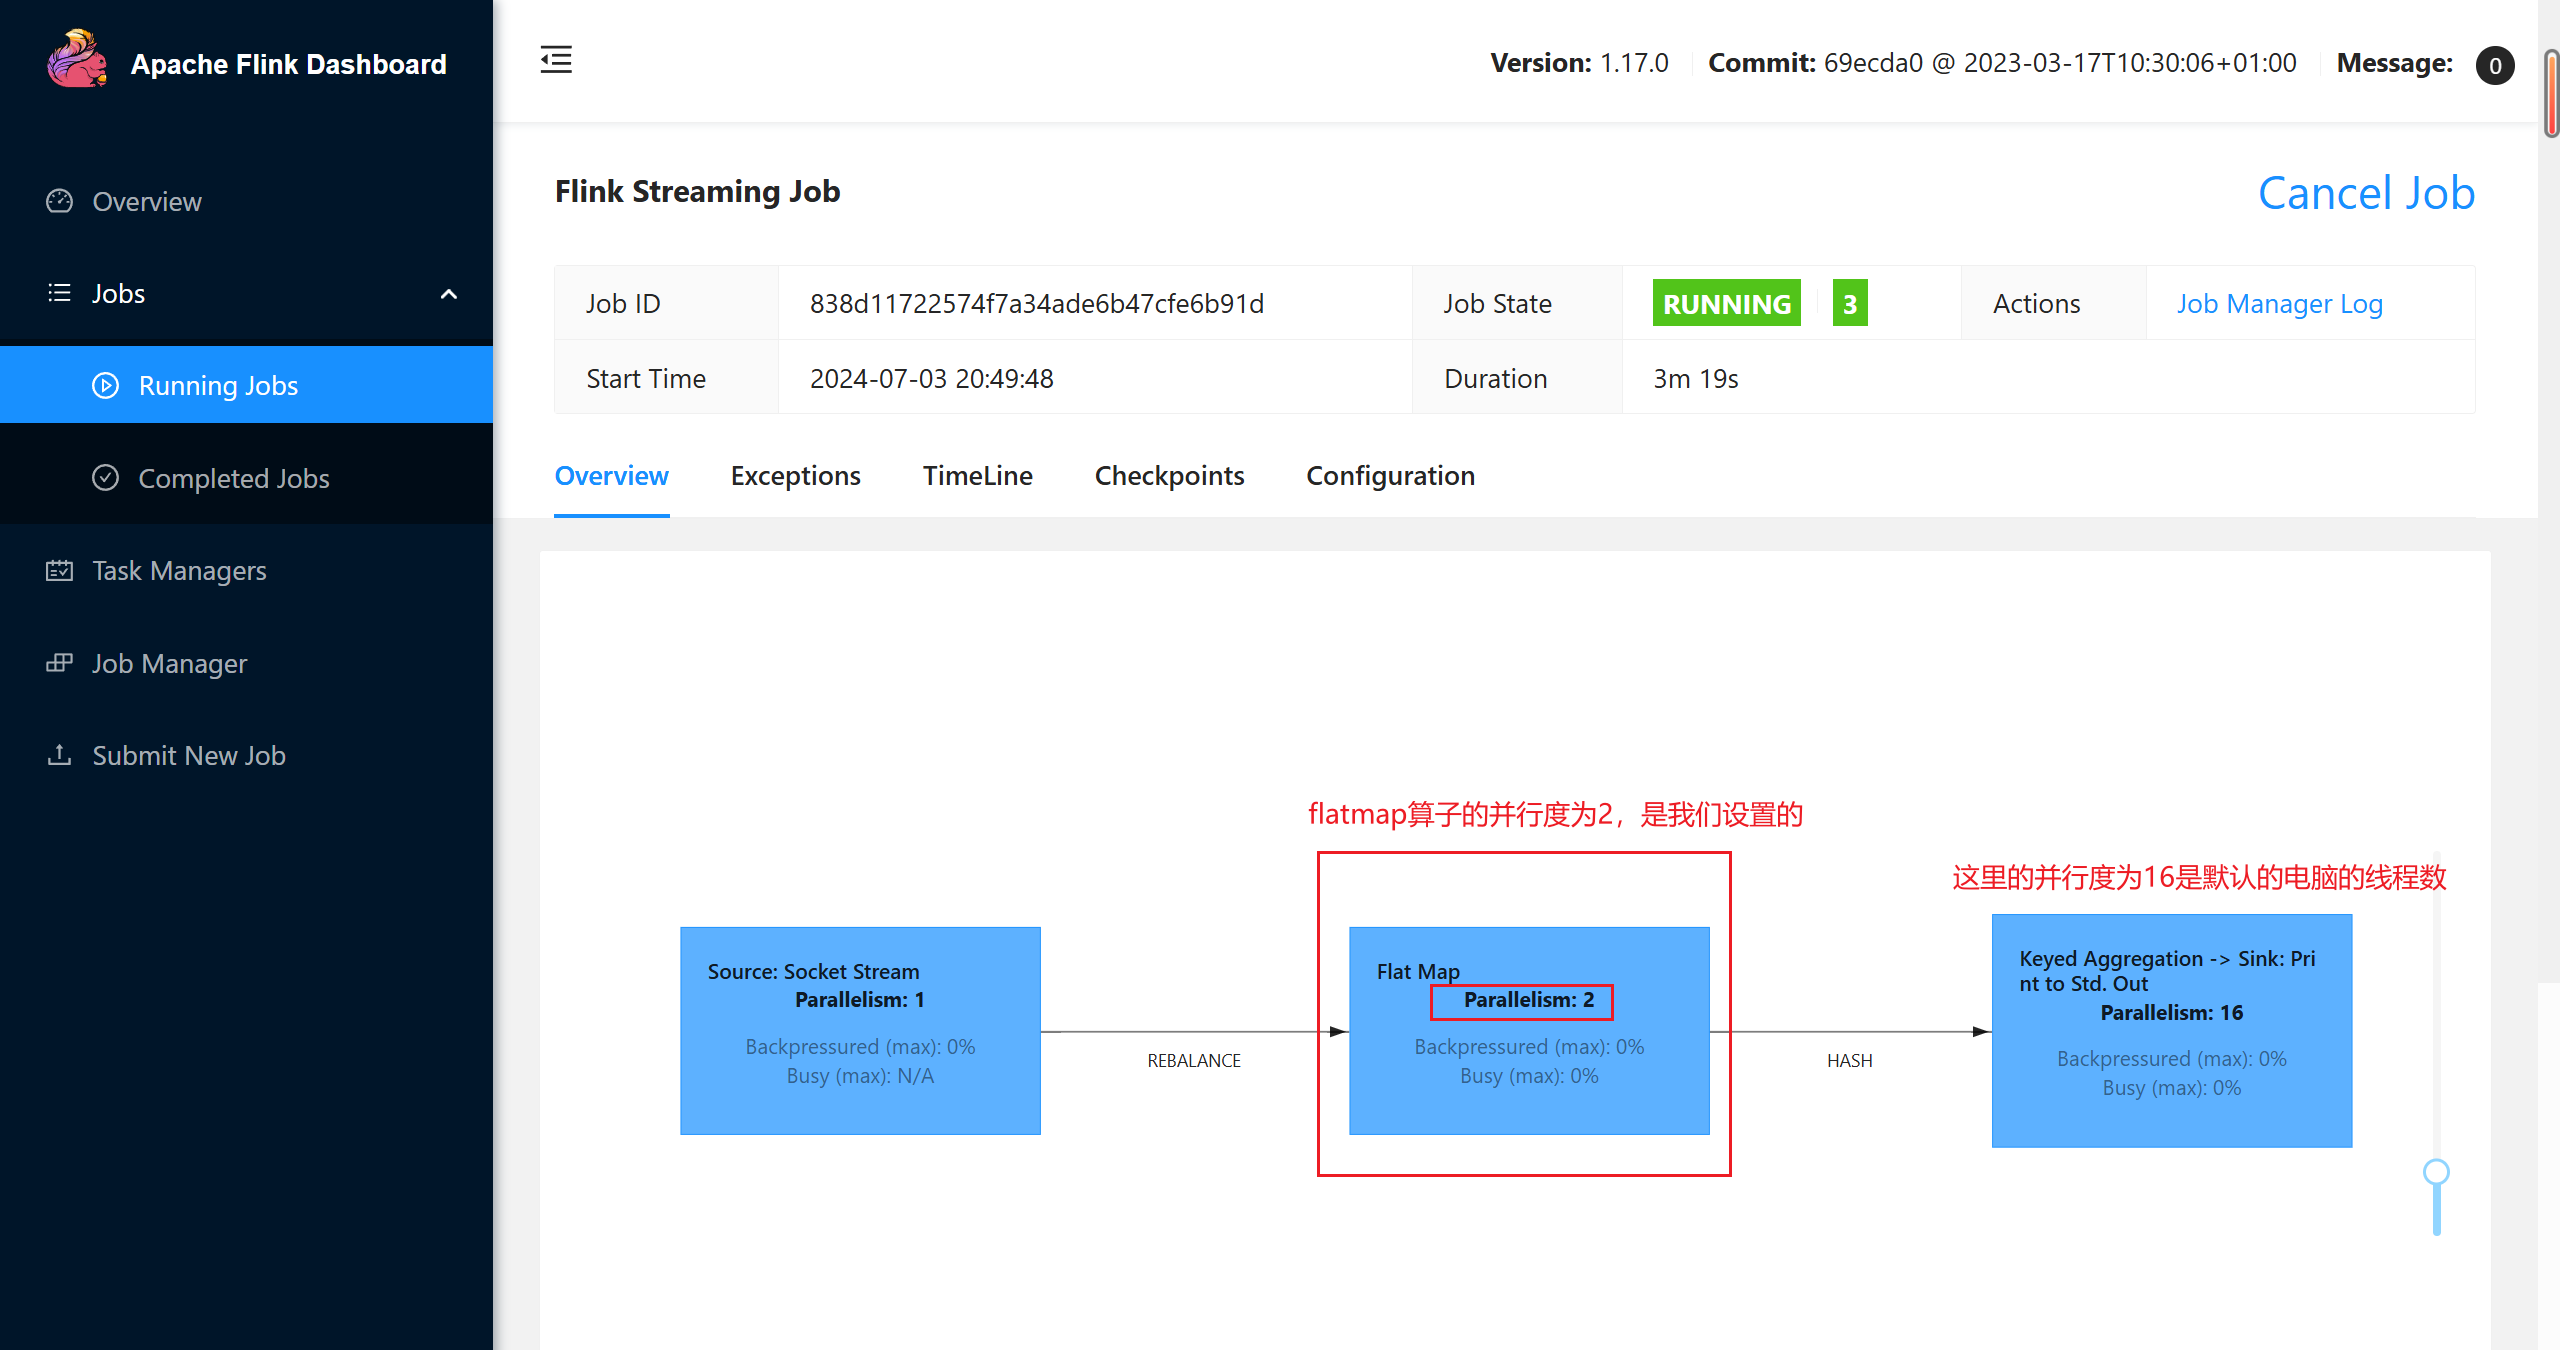 Apache Flink Dashboard
Version: 1.17.0 Commit: 69ecda0 @ 2023-03-17T10:30:06+01:00 Message: 0
Overview
Jobs
Running Jobs
Completed Jobs
Task Managers
Job Manager
Submit New Job
Flink Streaming Job
Cancel Job
Job ID 838d11722574f7a34ade6b47cfe6b91d Job State RUNNING 3 Actions Job Manager Log
Start Time 2024-07-03 20:49:48 Duration 3m 19s
Overview Exceptions TimeLine Checkpoints Configuration
flatmap算子的并行度为2，是我们设置的
这里的并行度为16是默认的电脑的线程数
Source: Socket Stream
Parallelism: 1
Backpressured (max): 0%
Busy (max): N/A
REBALANCE
Flat Map
Parallelism: 2
Backpressured (max): 0%
Busy (max): 0%
HASH
Keyed Aggregation -> Sink: Pri
nt to Std. Out
Parallelism: 16
Backpressured (max): 0%
Busy (max): 0%